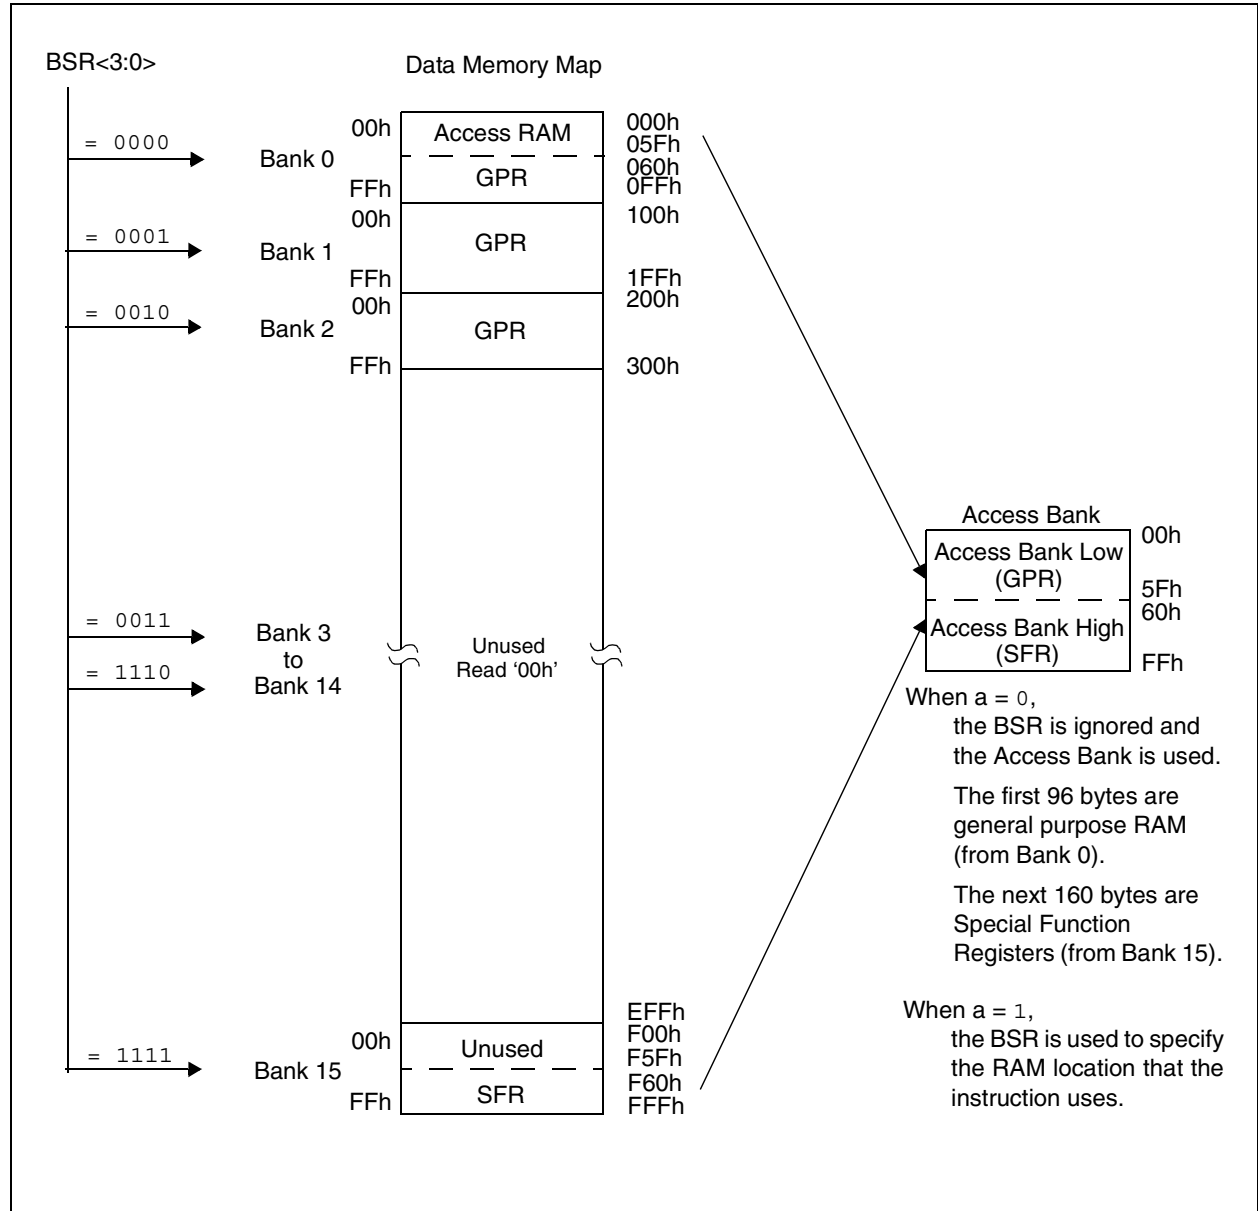 BSR<3:0>
Data Memory Map
= 0000
Bank 0
00h
Access RAM
000h
05Fh
060h
GPR
FFh
0FFh
= 0001
Bank 1
00h
GPR
100h
FFh
1FFh
= 0010
Bank 2
00h
GPR
200h
FFh
300h
= 0011
= 1110
Bank 3
to
Bank 14
Unused
Read ‘00h’
Access Bank
Access Bank Low
(GPR)
00h
5Fh
60h
Access Bank High
(SFR)
FFh
When a = 0,
the BSR is ignored and
the Access Bank is used.
The first 96 bytes are
general purpose RAM
(from Bank 0).
The next 160 bytes are
Special Function
Registers (from Bank 15).
When a = 1,
the BSR is used to specify
the RAM location that the
instruction uses.
= 1111
Bank 15
EFFh
00h
Unused
F00h
F5Fh
F60h
FFh
SFR
FFFh